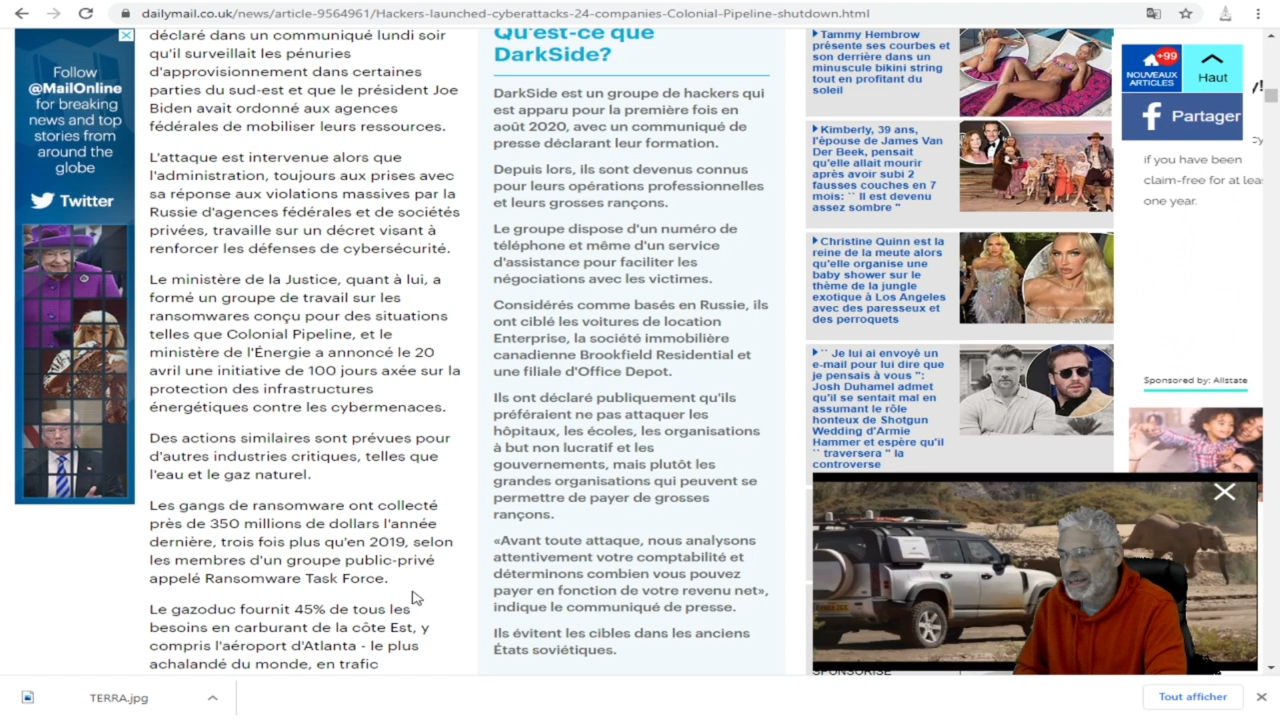 dailymail.co.uk/news/article-9564961/Hackers-launched-cyberattacks-24-companies-Colonial-Pipeline-shutdown.html
Follow
@MailOnline
for breaking
news and top
stories from
around the
globe
Twitter
déclaré dans un communiqué lundi soir
qu'il surveillait les pénuries
d'approvisionnement dans certaines
parties du sud-est et que le président Joe
Biden avait ordonné aux agences
fédérales de mobiliser leurs ressources.
L'attaque est intervenue alors que
l'administration, toujours aux prises avec
sa réponse aux violations massives par la
Russie d'agences fédérales et de sociétés
privées, travaille sur un décret visant à
renforcer les défenses de cybersécurité.
Le ministère de la Justice, quant à lui, a
formé un groupe de travail sur les
ransomwares conçu pour des situations
telles que Colonial Pipeline, et le
ministère de l'Énergie a annoncé le 20
avril une initiative de 100 jours axée sur la
protection des infrastructures
énergétiques contre les cybermenaces.
Des actions similaires sont prévues pour
d'autres industries critiques, telles que
l'eau et le gaz naturel.
Les gangs de ransomware ont collecté
près de 350 millions de dollars l'année
dernière, trois fois plus qu'en 2019, selon
les membres d'un groupe public-privé
appelé Ransomware Task Force.
Le gazoduc fournit 45% de tous les
besoins en carburant de la côte Est, y
compris l'aéroport d'Atlanta - le plus
achalandé du monde, en trafic
Qu'est-ce que
DarkSide?
DarkSide est un groupe de hackers qui
est apparu pour la première fois en
août 2020, avec un communiqué de
presse déclarant leur formation.
Depuis lors, ils sont devenus connus
pour leurs opérations professionnelles
et leurs grosses rançons.
Le groupe dispose d'un numéro de
téléphone et même d'un service
d'assistance pour faciliter les
négociations avec les victimes.
Considérés comme basés en Russie, ils
ont ciblé les voitures de location
Enterprise, la société immobilière
canadienne Brookfield Residential et
une filiale d'Office Depot.
Ils ont déclaré publiquement qu'ils
préféraient ne pas attaquer les
hôpitaux, les écoles, les organisations
à but non lucratif et les
gouvernements, mais plutôt les
grandes organisations qui peuvent se
permettre de payer de grosses
rançons.
«Avant toute attaque, nous analysons
attentivement votre comptabilité et
déterminons combien vous pouvez
payer en fonction de votre revenu net»,
indique le communiqué de presse.
Ils évitent les cibles dans les anciens
États soviétiques.
Tammy Hembrow
présente ses courbes et
son derrière dans un
minuscule bikini string
tout en profitant du
soleil
Kimberly, 39 ans,
l'épouse de James Van
Der Beek, pensait
qu'elle allait mourir
après avoir subi 2
fausses couches en 7
mois: `` Il est devenu
assez sombre "
Christine Quinn est la
reine de la meute alors
qu'elle organise une
baby shower sur le
thème de la jungle
exotique à Los Angeles
avec des paresseux et
des perroquets
`` Je lui ai envoyé un
e-mail pour lui dire que
je pensais à vous ":
Josh Duhamel admet
qu'il se sentait mal en
assumant le rôle
honteux de Shotgun
Wedding d'Armie
Hammer et espère qu'il
`` traversera " la
controverse
SPONSORISÉ
+99
NOUVEAUX
ARTICLES
Haut
Partager
if you have been
claim-free for at
one year.
Sponsored by: Allstate
TERRA.jpg
Tout afficher